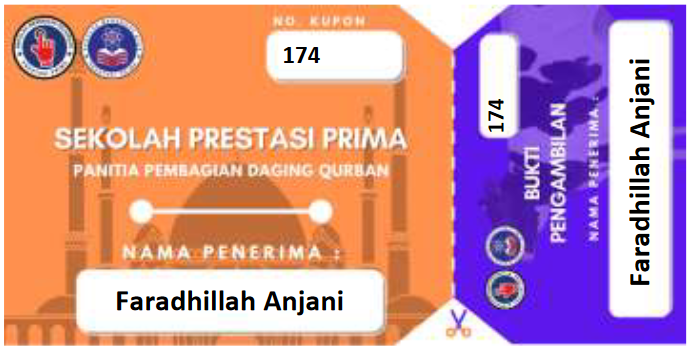 NO. KUPON
174
SEKOLAH PRESTASI PRIMA
PANITIA PEMBAGIAN DAGING QURBAN
NAMA PENERIMA :
Faradhillah Anjani
174
BUKTI
PENGAMBILAN
NAMA PENERIMA :
Faradhillah Anjani